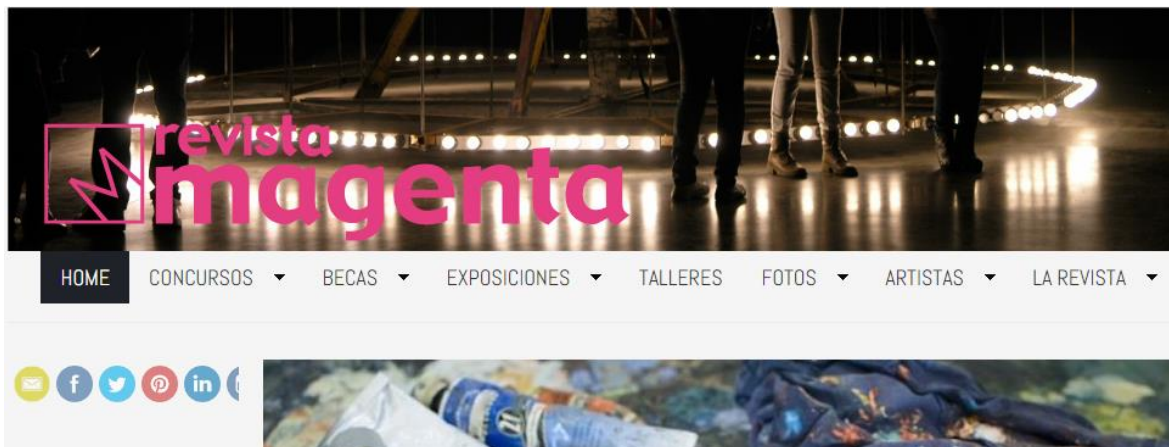 revista
magenta
HOME CONCURSOS BECAS EXPOSICIONES TALLERES FOTOS ARTISTAS LA REVISTA